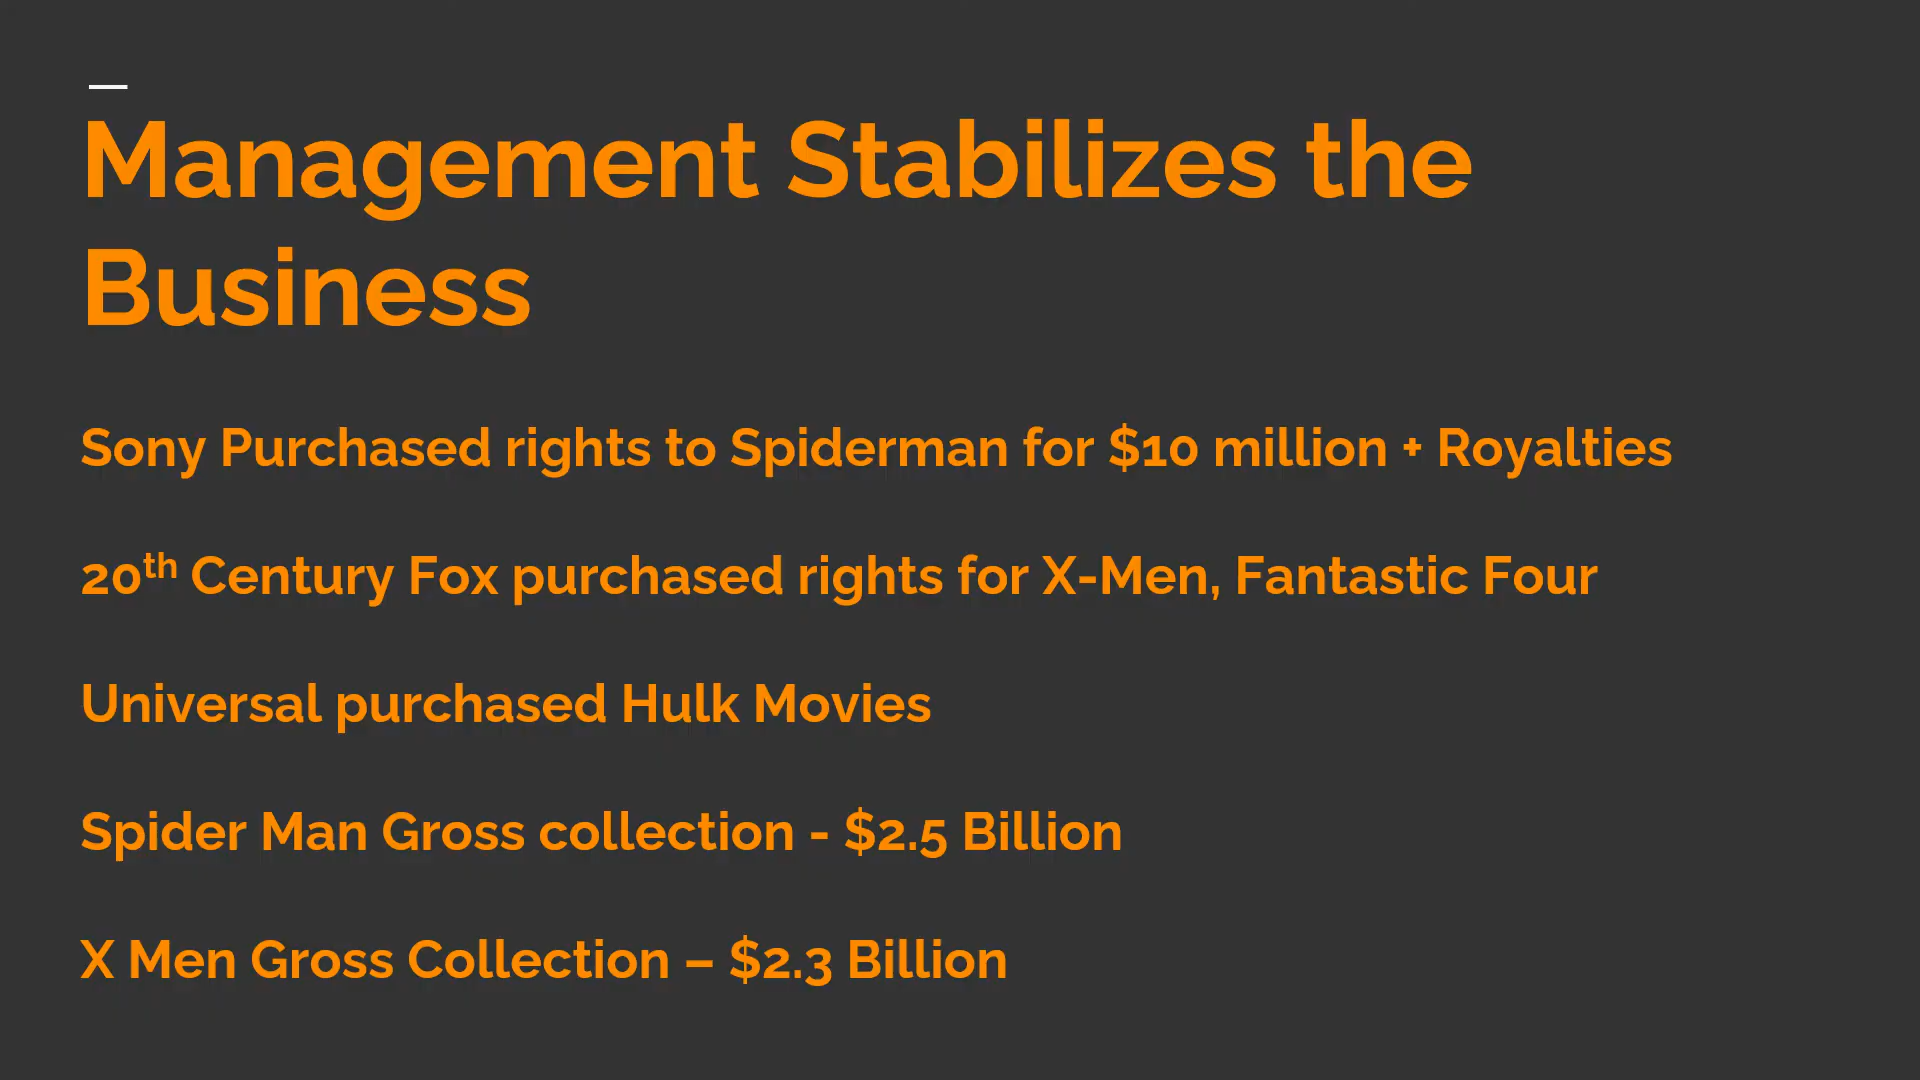 Management Stabilizes the
Business
Sony Purchased rights to Spiderman for $10 million + Royalties
20th Century Fox purchased rights for X-Men, Fantastic Four
Universal purchased Hulk Movies
Spider Man Gross collection - $2.5 Billion
X Men Gross Collection – $2.3 Billion